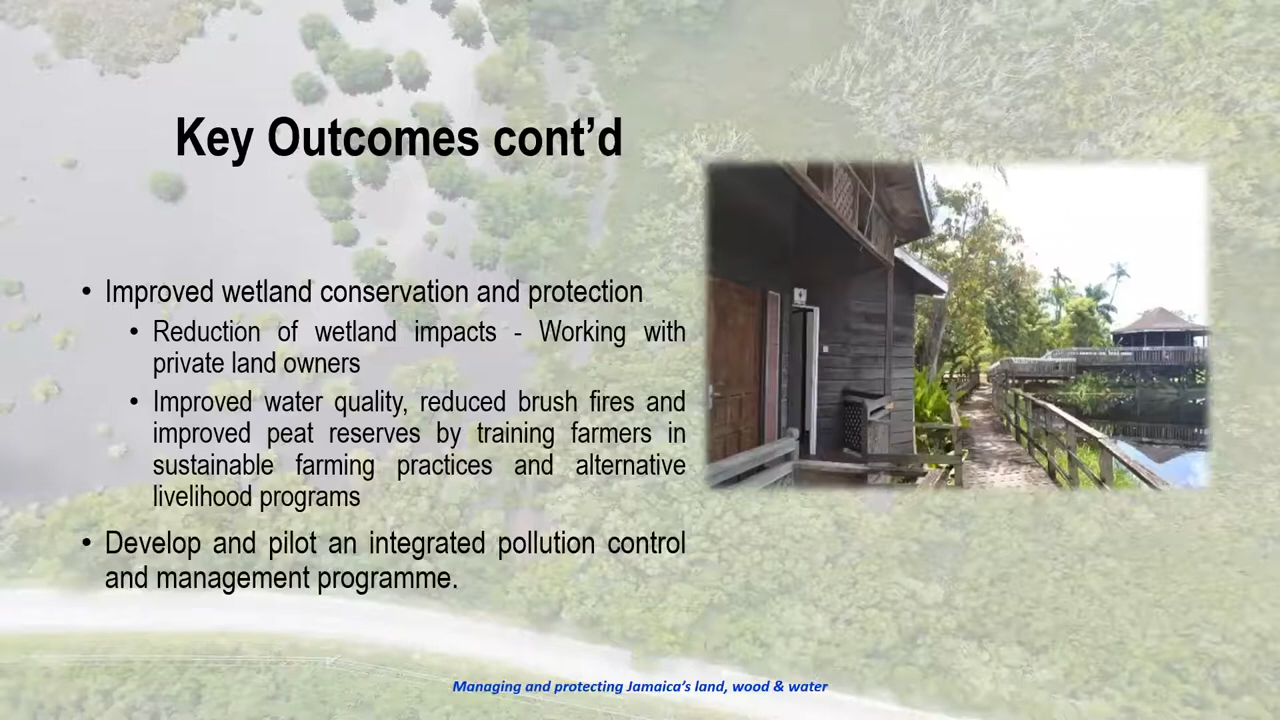 Key Outcomes cont’d
• Improved wetland conservation and protection
• Reduction of wetland impacts - Working with
private land owners
• Improved water quality, reduced brush fires and
improved peat reserves by training farmers in
sustainable farming practices and alternative
livelihood programs
• Develop and pilot an integrated pollution control
and management programme.
Managing and protecting Jamaica’s land, wood & water